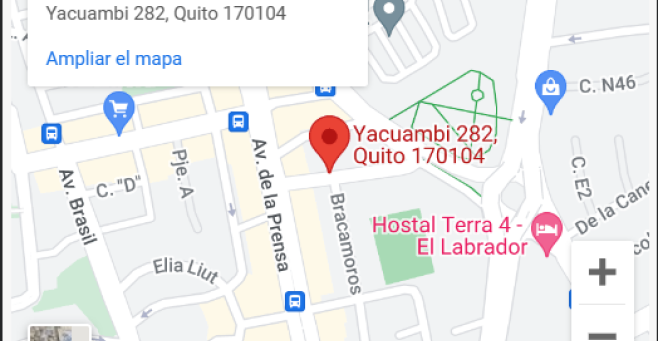 Yacuambi 282, Quito 170104
Ampliar el mapa
C. N46
Yacuambi 282,
Quito 170104
Pje. A
C. "D"
Av. Brasil
Av. de la Prensa
Bracamoros
C. E2
De la Cane
Hostal Terra 4 -
El Labrador
Elia Liut
+
−